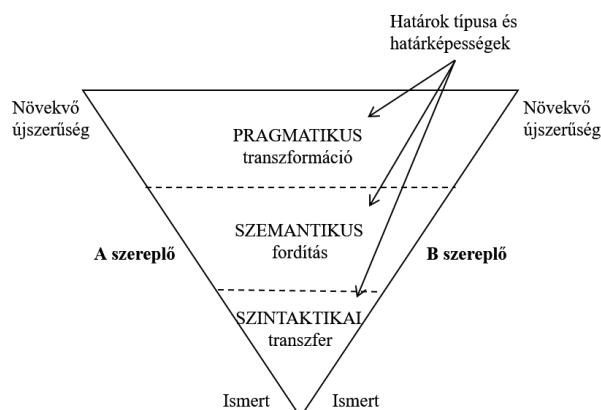 Határok típusa és
határképességek
Növekvő
újszerűség
Növekvő
újszerűség
PRAGMATIKUS
transzformáció
SZEMANTIKUS
fordítás
A szereplő
B szereplő
SZINTAKTIKAI
transzfer
Ismert
Ismert